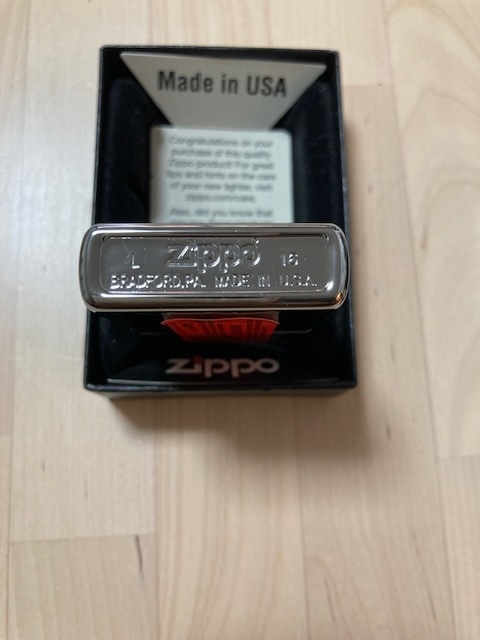 Made in USA
Congratulations on your
purchase of this quality
Zippo product! For great
tips and hints on the care
of your new lighter, visit
zippo.com/care.
Also, did you know that
L zippo 16
BRADFORD,PA. MADE IN U.S.A.
zippo